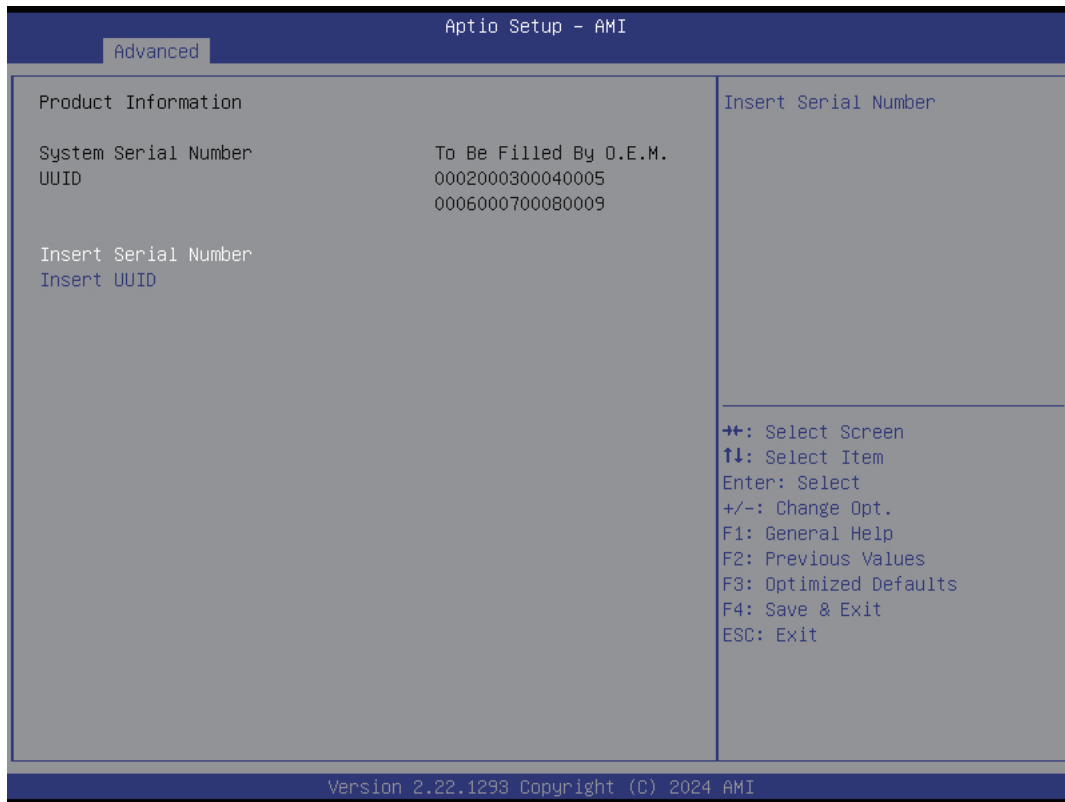 Aptio Setup - AMI
Advanced
Product Information
System Serial Number To Be Filled By O.E.M.
UUID 0002000300040005
0006000700080009
Insert Serial Number
Insert UUID
Insert Serial Number
→←: Select Screen
↑↓: Select Item
Enter: Select
+/-: Change Opt.
F1: General Help
F2: Previous Values
F3: Optimized Defaults
F4: Save & Exit
ESC: Exit
Version 2.22.1293 Copyright (C) 2024 AMI